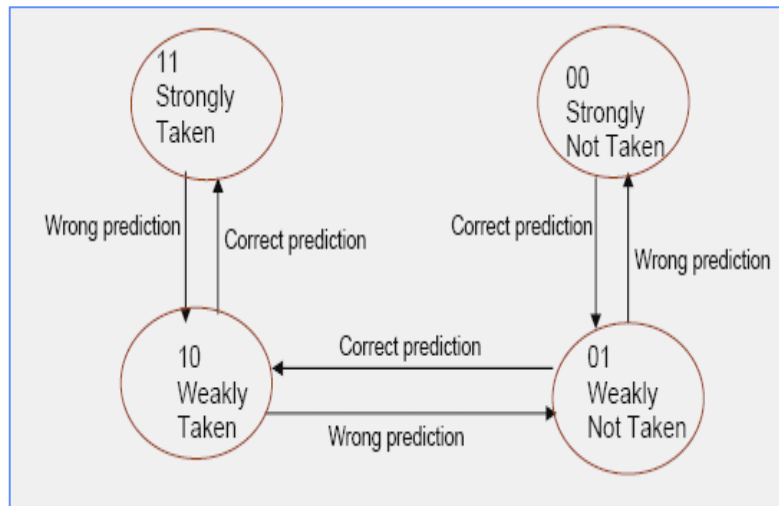 11
Strongly
Taken
00
Strongly
Not Taken
Wrong prediction
Correct prediction
Correct prediction
Wrong prediction
10
Weakly
Taken
Correct prediction
Wrong prediction
01
Weakly
Not Taken